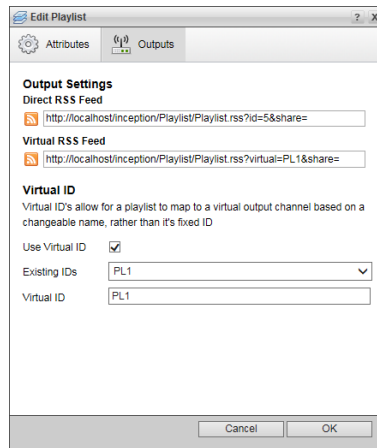 Edit Playlist ? X
Attributes Outputs
Output Settings
Direct RSS Feed
http://localhost/inception/Playlist/Playlist.rss?id=5&share=
Virtual RSS Feed
http://localhost/inception/Playlist/Playlist.rss?virtual=PL1&share=
Virtual ID
Virtual ID's allow for a playlist to map to a virtual output channel based on a
changeable name, rather than it's fixed ID
Use Virtual ID
Existing IDs PL1
Virtual ID PL1
Cancel OK